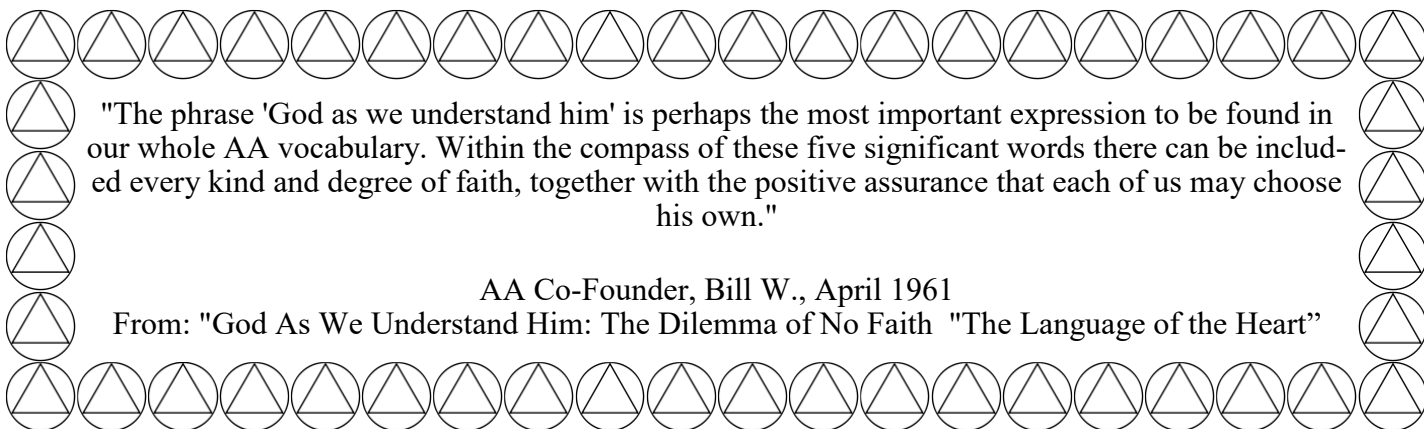 "The phrase 'God as we understand him' is perhaps the most important expression to be found in
our whole AA vocabulary. Within the compass of these five significant words there can be includ-
ed every kind and degree of faith, together with the positive assurance that each of us may choose
his own."
AA Co-Founder, Bill W., April 1961
From: "God As We Understand Him: The Dilemma of No Faith  "The Language of the Heart”